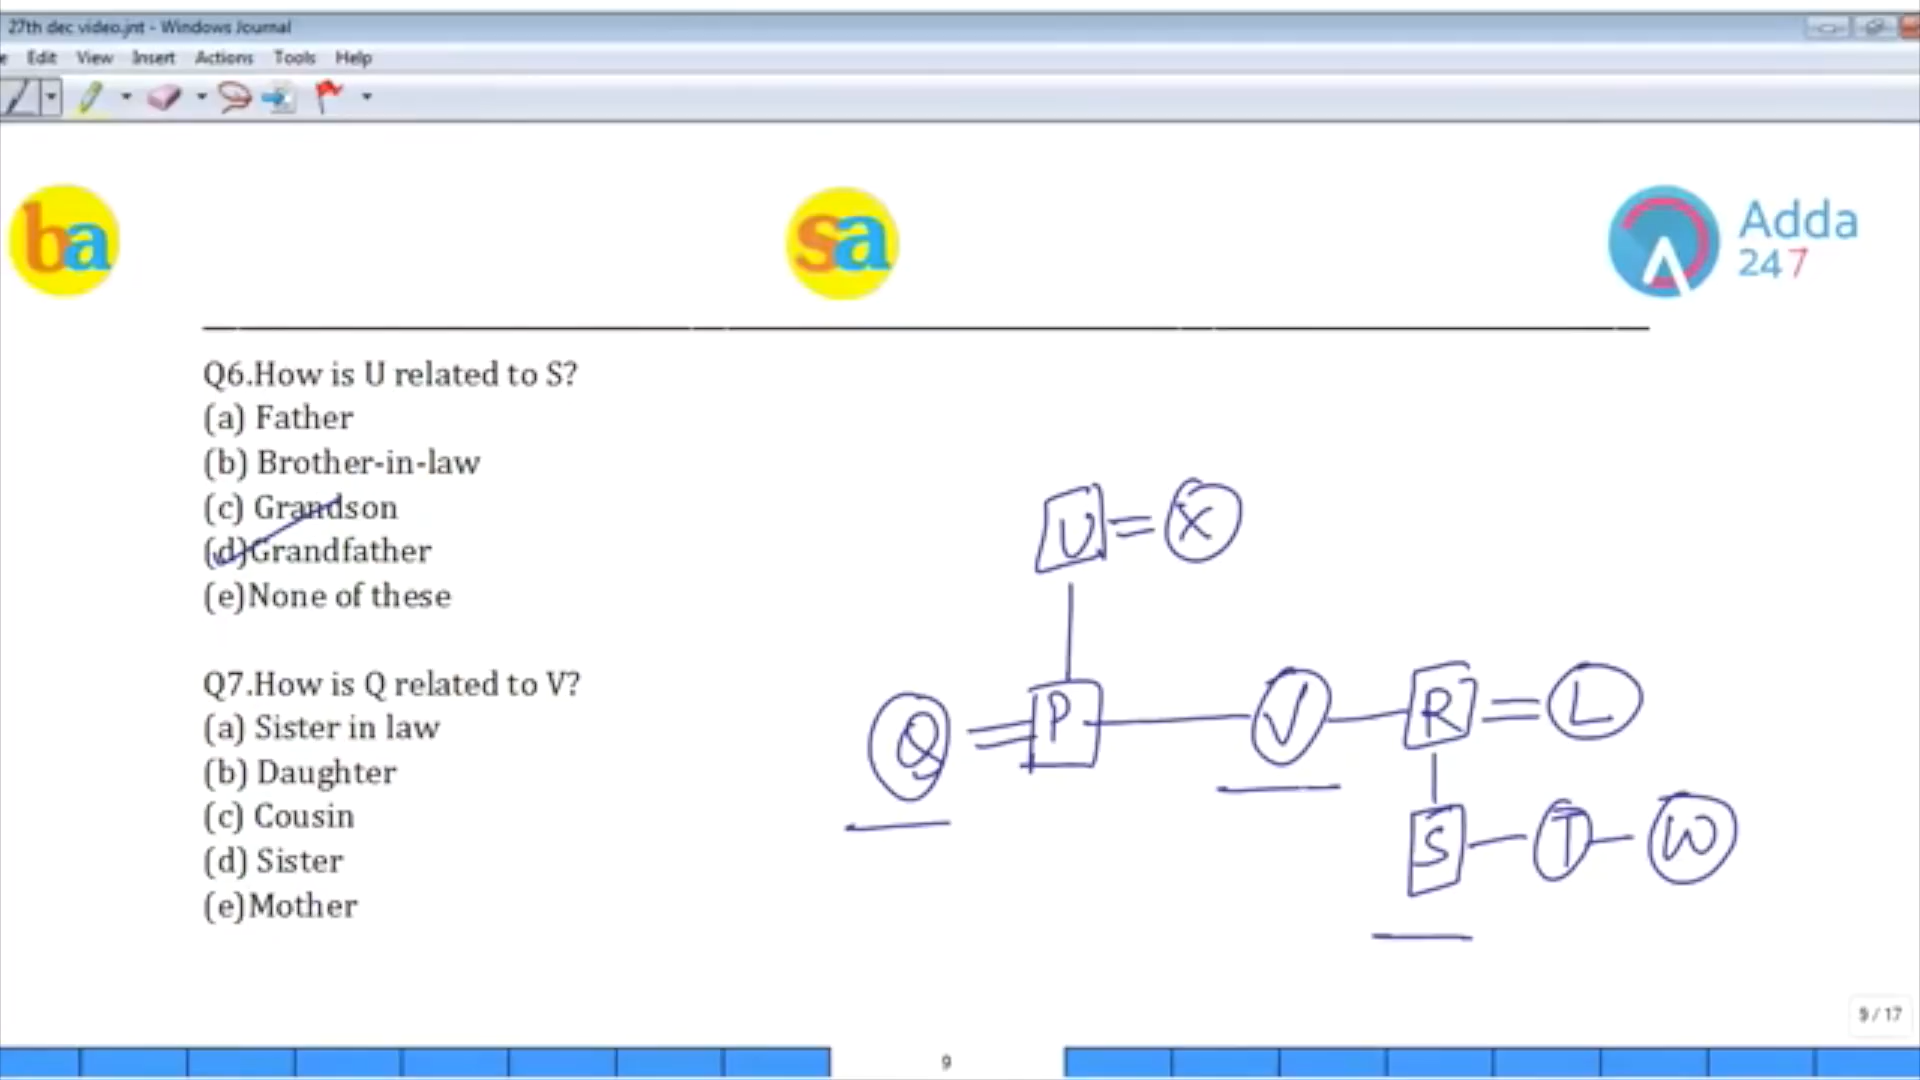 27th dec video.jnt - Windows Journal
e Edit View Insert Actions Tools Help
ba
sa
Adda
247
Q6.How is U related to S?
(a) Father
(b) Brother-in-law
(c) Grandson
(d)Grandfather
(e)None of these
Q7.How is Q related to V?
(a) Sister in law
(b) Daughter
(c) Cousin
(d) Sister
(e)Mother
U = X
Q = P V R = L
S T W
9 / 17
9